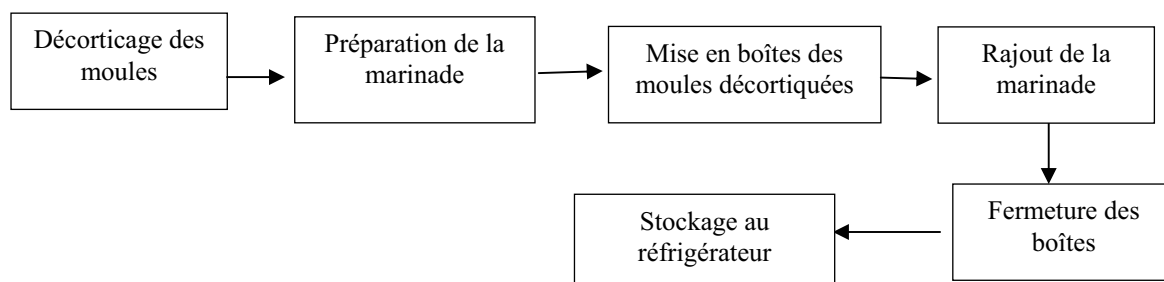 Décorticage des
moules
Préparation de la
marinade
Mise en boîtes des
moules décortiquées
Rajout de la
marinade
Fermeture des
boîtes
Stockage au
réfrigérateur